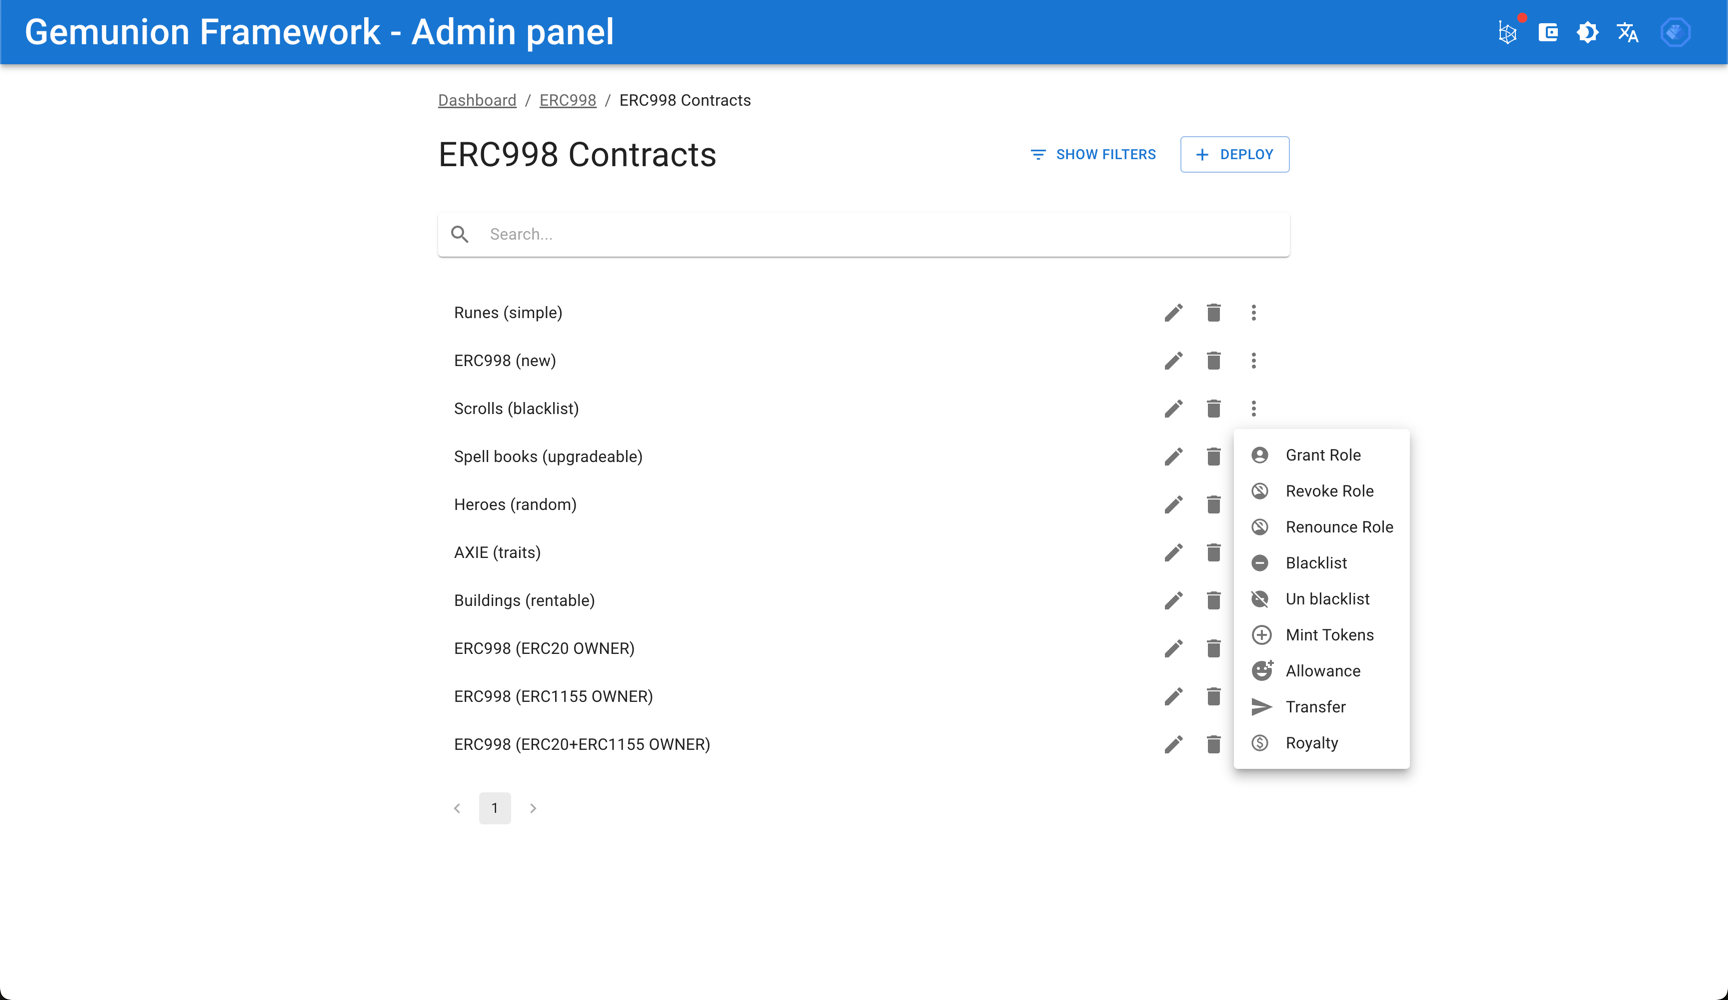 Gemunion Framework - Admin panel
Dashboard / ERC998 / ERC998 Contracts
ERC998 Contracts
SHOW FILTERS
DEPLOY
Search...
Runes (simple)
ERC998 (new)
Scrolls (blacklist)
Spell books (upgradeable)
Heroes (random)
AXIE (traits)
Buildings (rentable)
ERC998 (ERC20 OWNER)
ERC998 (ERC1155 OWNER)
ERC998 (ERC20+ERC1155 OWNER)
Grant Role
Revoke Role
Renounce Role
Blacklist
Un blacklist
Mint Tokens
Allowance
Transfer
Royalty
1